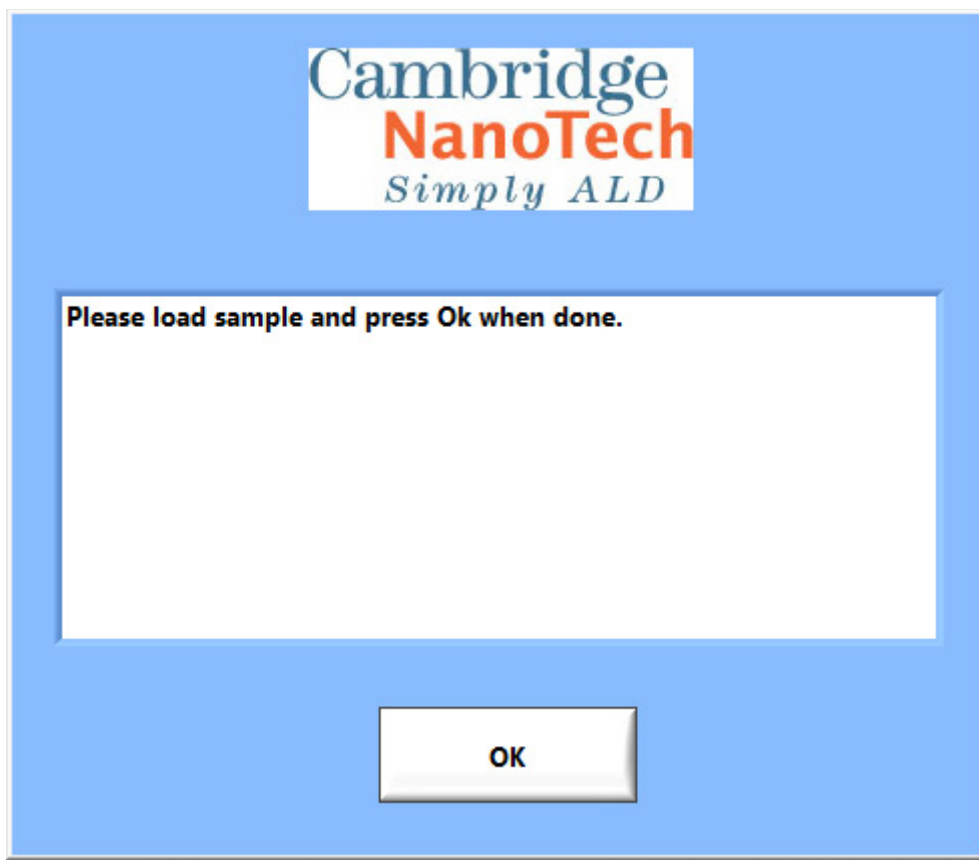 Cambridge
NanoTech
Simply ALD
Please load sample and press Ok when done.
OK